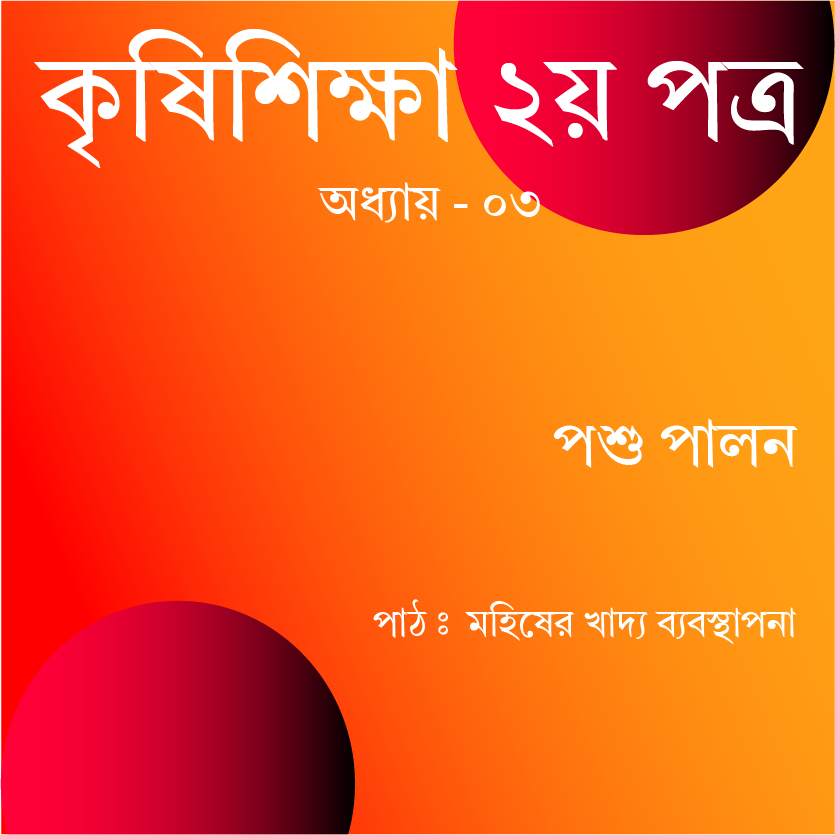 কৃষিশিক্ষা ২য় পত্র
অধ্যায় - ০৩
পশু পালন
পাঠ ঃ মহিষের খাদ্য ব্যবস্থাপনা